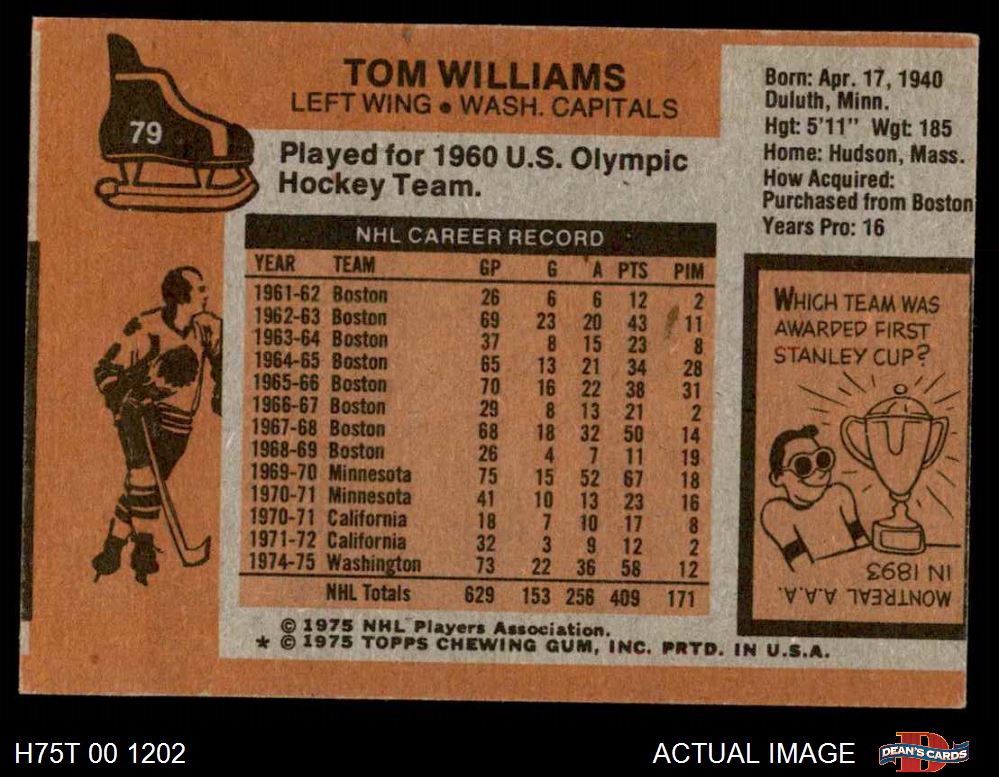 79
TOM WILLIAMS
LEFT WING • WASH. CAPITALS
Played for 1960 U.S. Olympic
Hockey Team.
Born: Apr. 17, 1940
Duluth, Minn.
Hgt: 5'11" Wgt: 185
Home: Hudson, Mass.
How Acquired:
Purchased from Boston
Years Pro: 16
NHL CAREER RECORD
YEAR TEAM GP G A PTS PIM
1961-62 Boston 26 6 6 12 2
1962-63 Boston 69 23 20 43 11
1963-64 Boston 37 8 15 23 8
1964-65 Boston 65 13 21 34 28
1965-66 Boston 70 16 22 38 31
1966-67 Boston 29 8 13 21 2
1967-68 Boston 68 18 32 50 14
1968-69 Boston 26 4 7 11 19
1969-70 Minnesota 75 15 52 67 18
1970-71 Minnesota 41 10 13 23 16
1970-71 California 18 7 10 17 8
1971-72 California 32 3 9 12 2
1974-75 Washington 73 22 36 58 12
NHL Totals 629 153 256 409 171
WHICH TEAM WAS
AWARDED FIRST
STANLEY CUP?
MONTREAL A.A.A.
IN 1893
© 1975 NHL Players Association.
* © 1975 TOPPS CHEWING GUM, INC. PRTD. IN U.S.A.
H75T 00 1202
ACTUAL IMAGE
DEAN'S CARDS